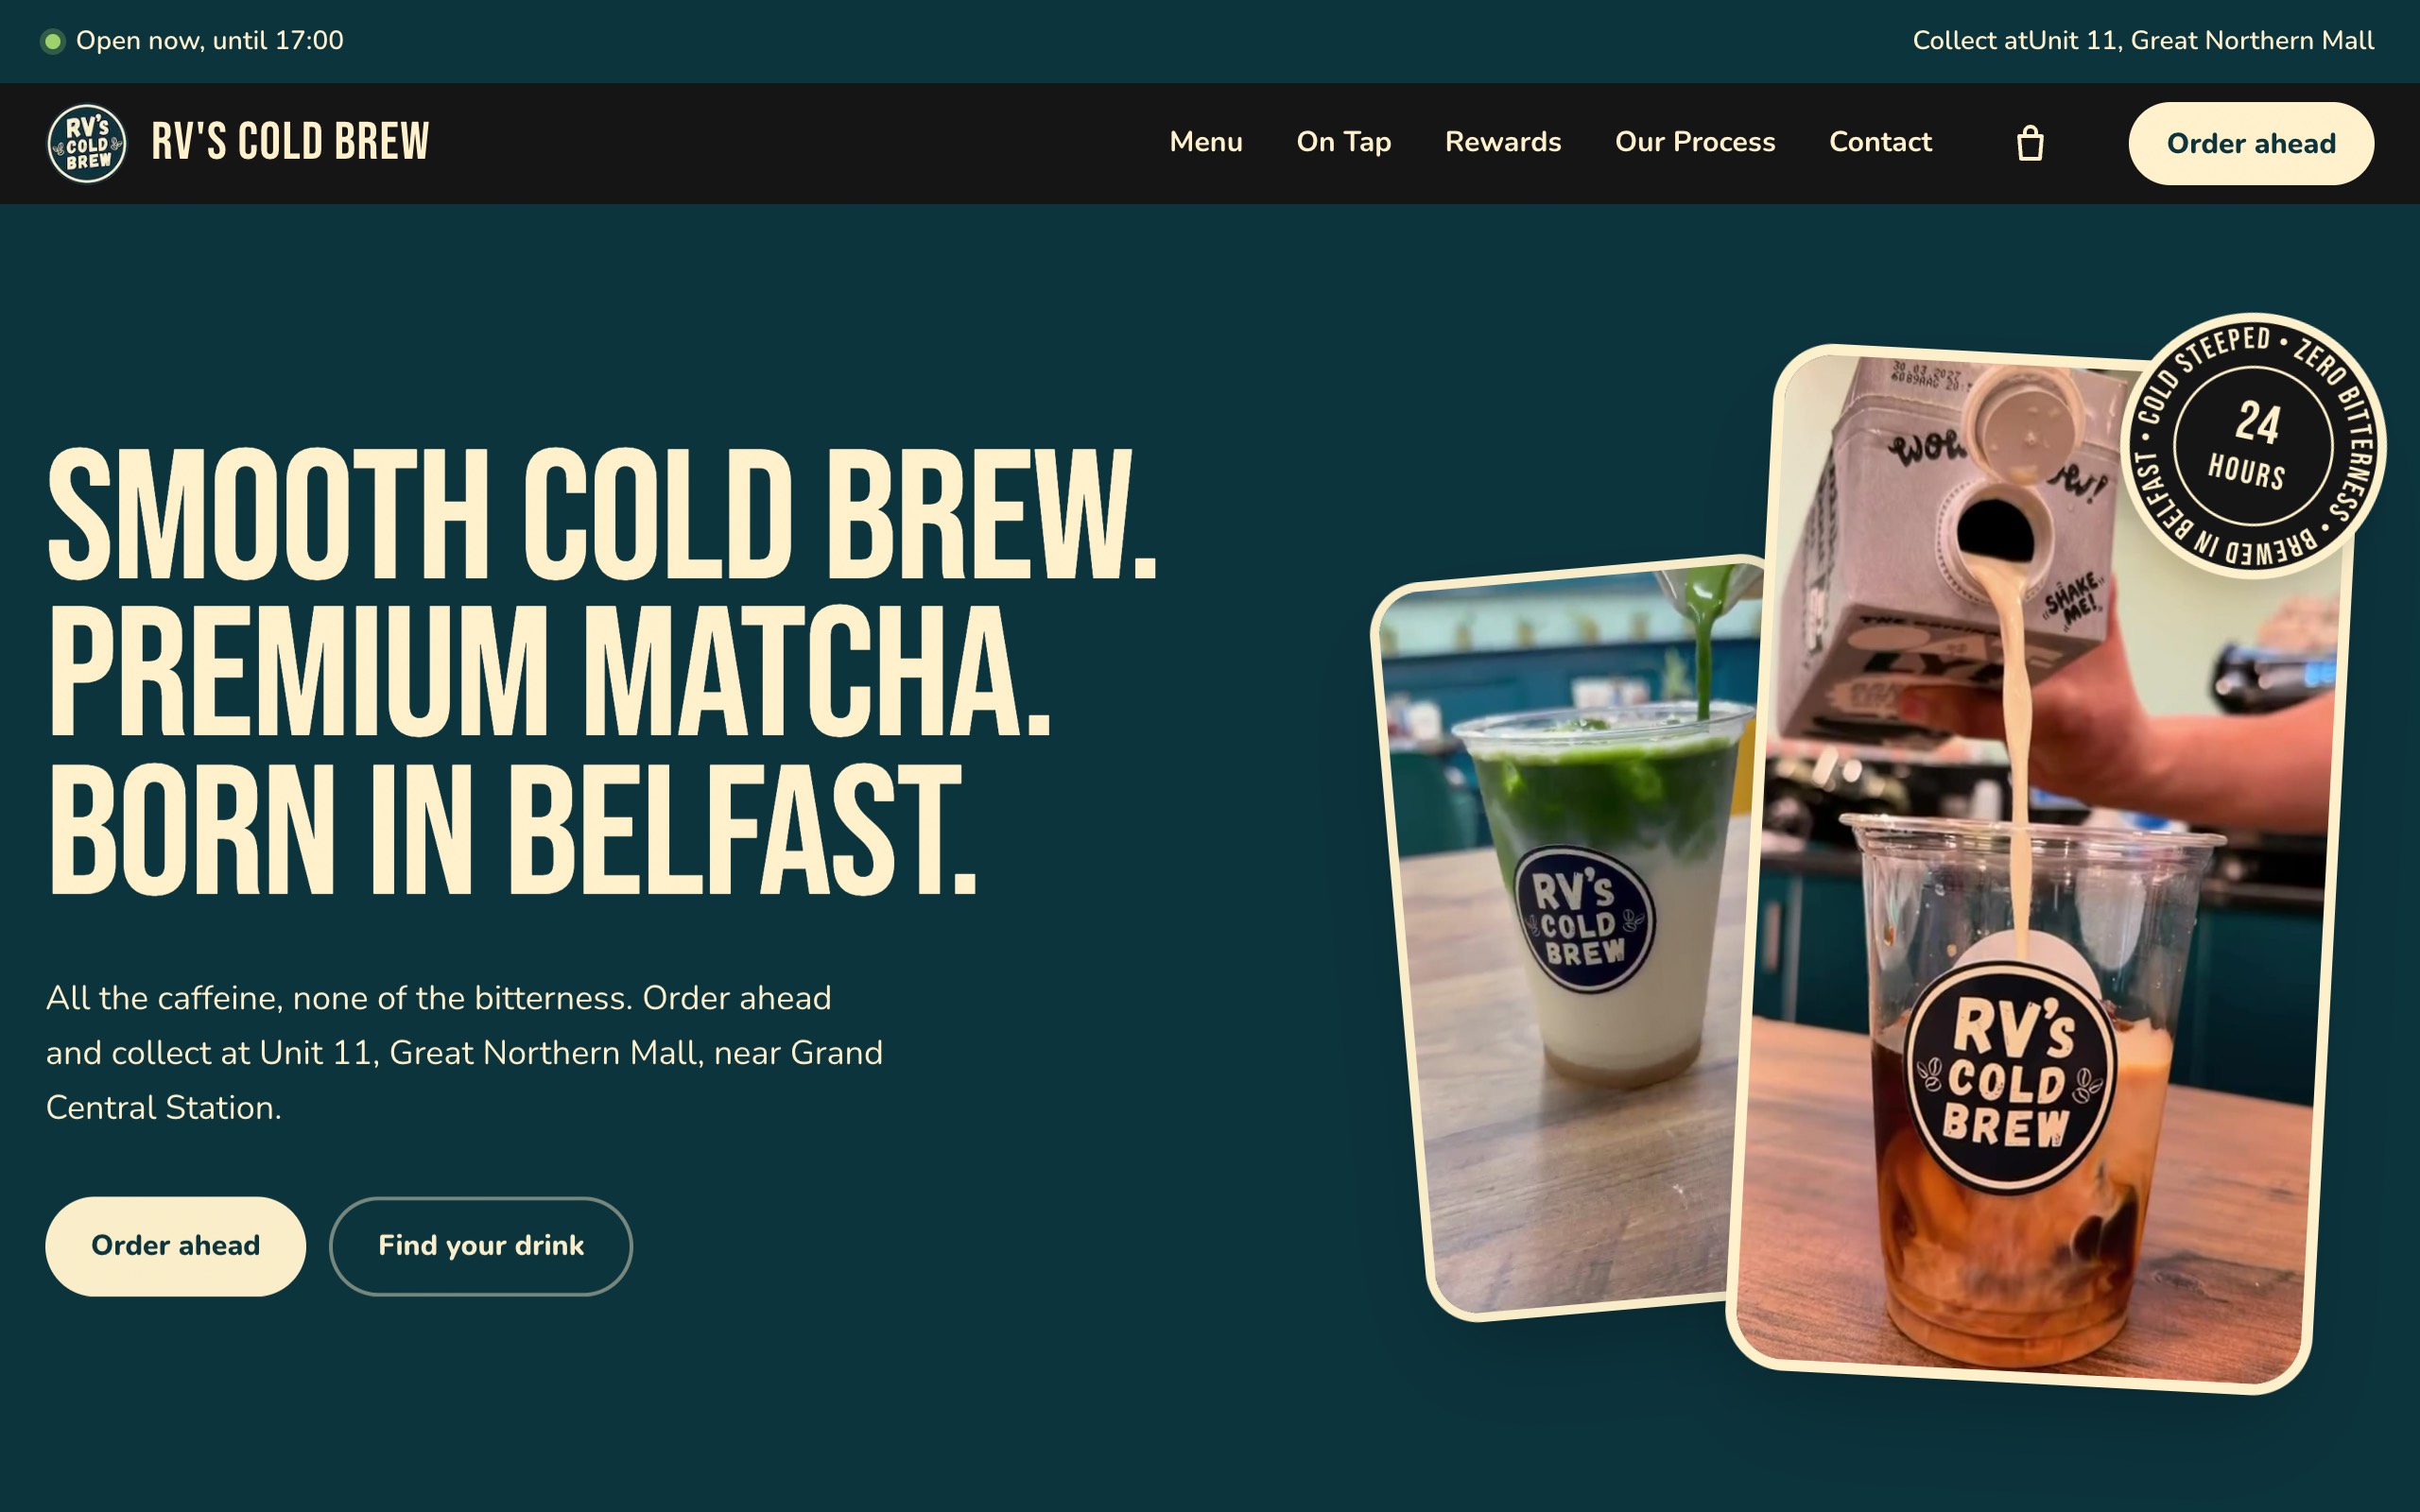 Open now, until 17:00
Collect atUnit 11, Great Northern Mall
RV's
COLD
BREW
RV'S COLD BREW
Menu
On Tap
Rewards
Our Process
Contact
Order ahead
SMOOTH COLD BREW.
PREMIUM MATCHA.
BORN IN BELFAST.
All the caffeine, none of the bitterness. Order ahead
and collect at Unit 11, Great Northern Mall, near Grand
Central Station.
Order ahead
Find your drink
COLD STEEPED • ZERO BITTERNESS • BREWED IN BELFAST •
24
HOURS
30 03 2027
SHAKE
ME!
RV's
COLD
BREW
RV's
COLD
BREW